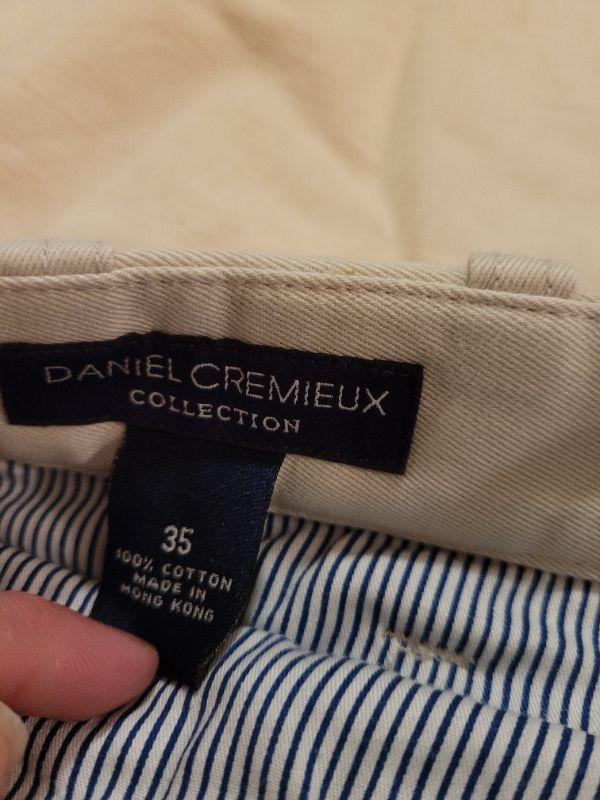 DANIEL CREMIEUX
COLLECTION
35
100% COTTON
MADE IN
HONG KONG